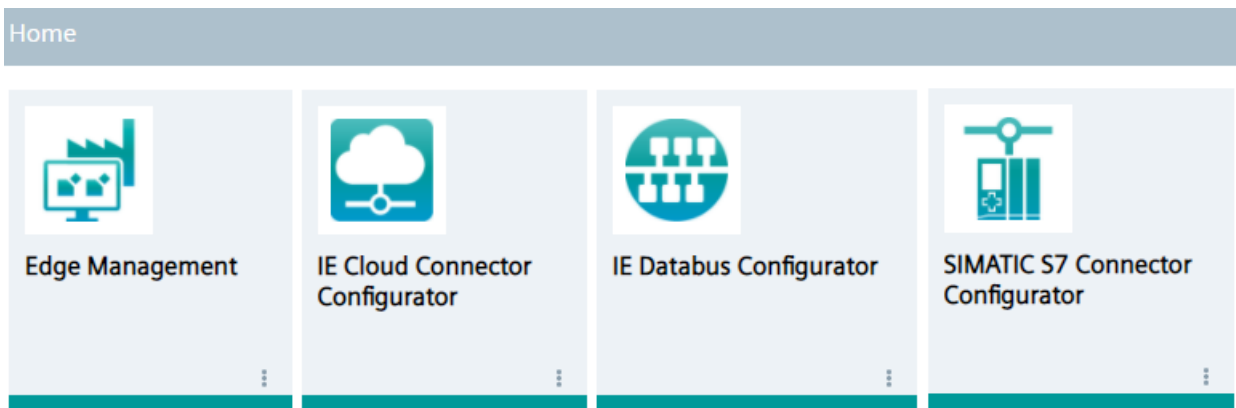 Home
Edge Management
IE Cloud Connector
Configurator
IE Databus Configurator
SIMATIC S7 Connector
Configurator